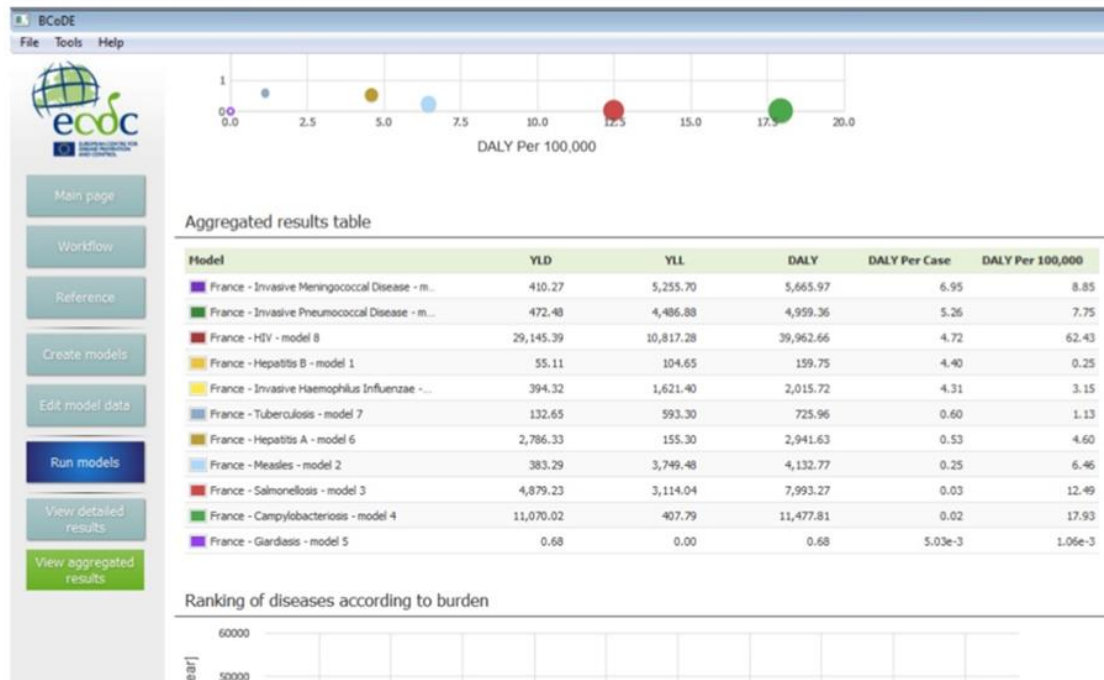 BCoDE
File Tools Help
ecdc
EUROPEAN CENTRE FOR
DISEASE PREVENTION
AND CONTROL
Main page
Workflow
Reference
Create models
Edit model data
Run models
View detailed
results
View aggregated
results
1
0
0.0 2.5 5.0 7.5 10.0 12.5 15.0 17.5 20.0
DALY Per 100,000
Aggregated results table
Model YLD YLL DALY DALY Per Case DALY Per 100,000
France - Invasive Meningococcal Disease - m... 410.27 5,255.70 5,665.97 6.95 8.85
France - Invasive Pneumococcal Disease - m... 472.48 4,486.88 4,959.36 5.26 7.75
France - HIV - model 8 29,145.39 10,817.28 39,962.66 4.72 62.43
France - Hepatitis B - model 1 55.11 104.65 159.75 4.40 0.25
France - Invasive Haemophilus Influenzae -... 394.32 1,621.40 2,015.72 4.31 3.15
France - Tuberculosis - model 7 132.65 593.30 725.96 0.60 1.13
France - Hepatitis A - model 6 2,786.33 155.30 2,941.63 0.53 4.60
France - Measles - model 2 383.29 3,749.48 4,132.77 0.25 6.46
France - Salmonellosis - model 3 4,879.23 3,114.04 7,993.27 0.03 12.49
France - Campylobacteriosis - model 4 11,070.02 407.79 11,477.81 0.02 17.93
France - Giardiasis - model 5 0.68 0.00 0.68 5.03e-3 1.06e-3
Ranking of diseases according to burden
60000
50000